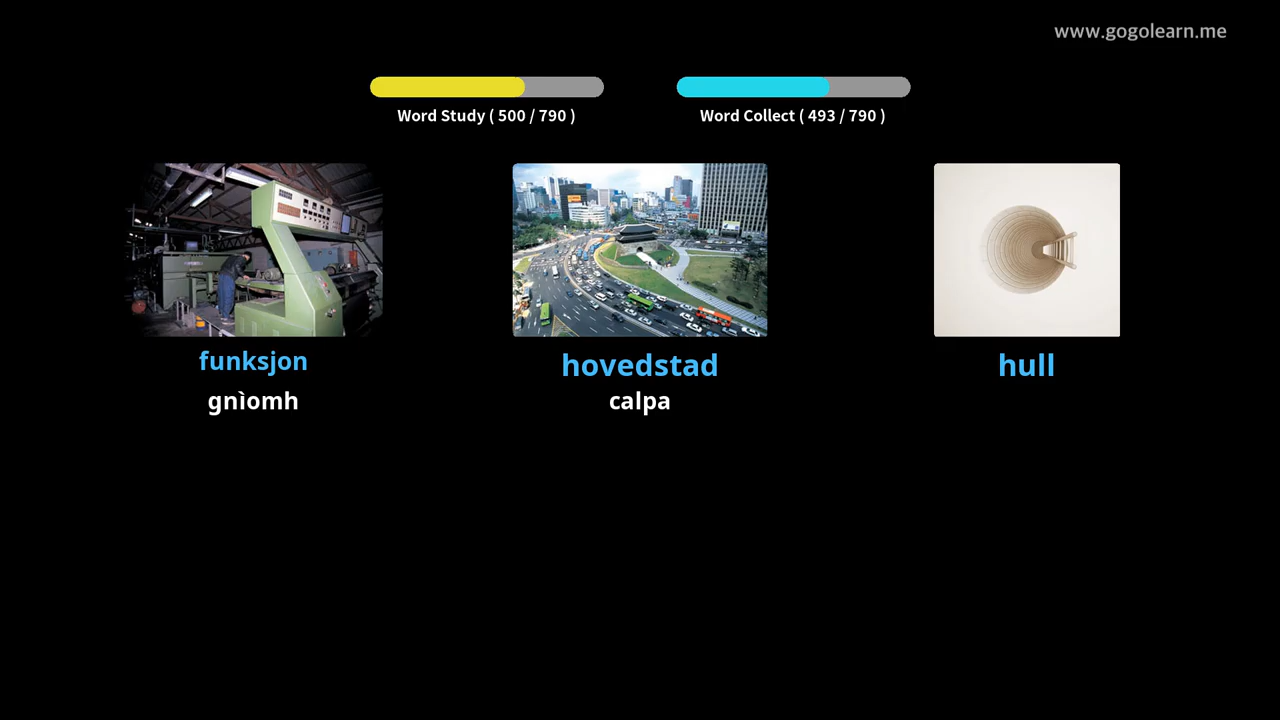 www.gogolearn.me
Word Study ( 500 / 790 )
Word Collect ( 493 / 790 )
funksjon
gnìomh
hovedstad
calpa
hull